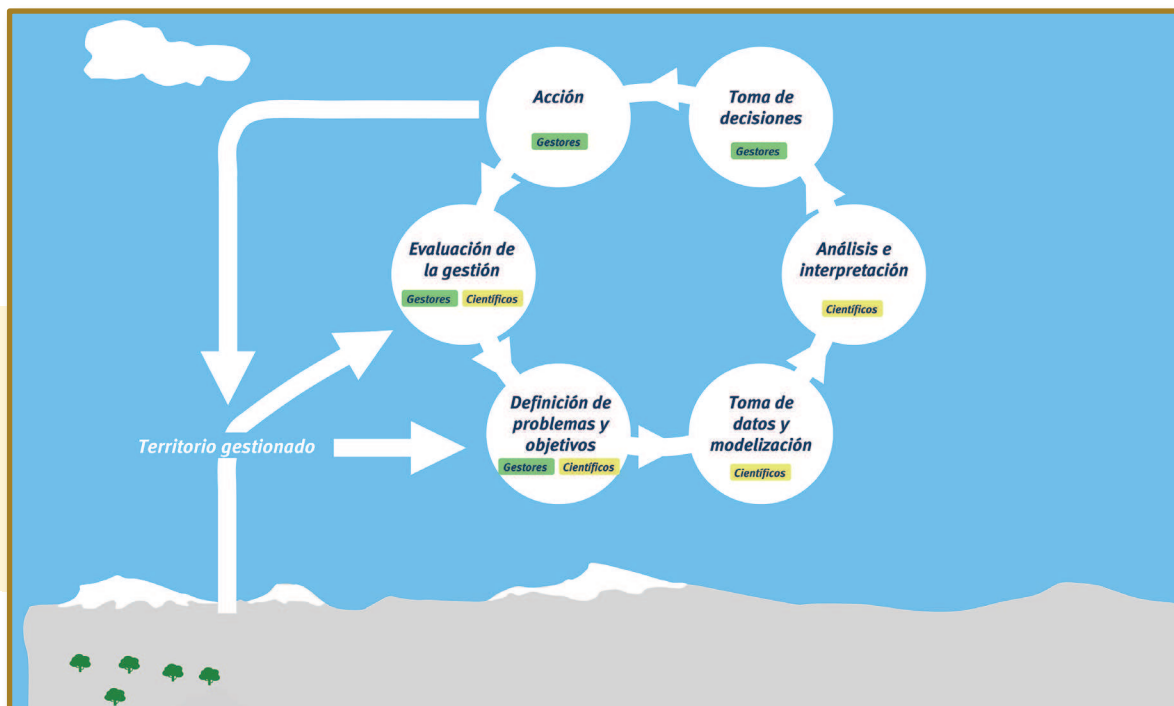 Acción
Gestores
Toma de
decisiones
Gestores
Evaluación de
la gestión
Gestores Científicos
Análisis e
interpretación
Científicos
Definición de
problemas y
objetivos
Gestores Científicos
Toma de
datos y
modelización
Científicos
Territorio gestionado